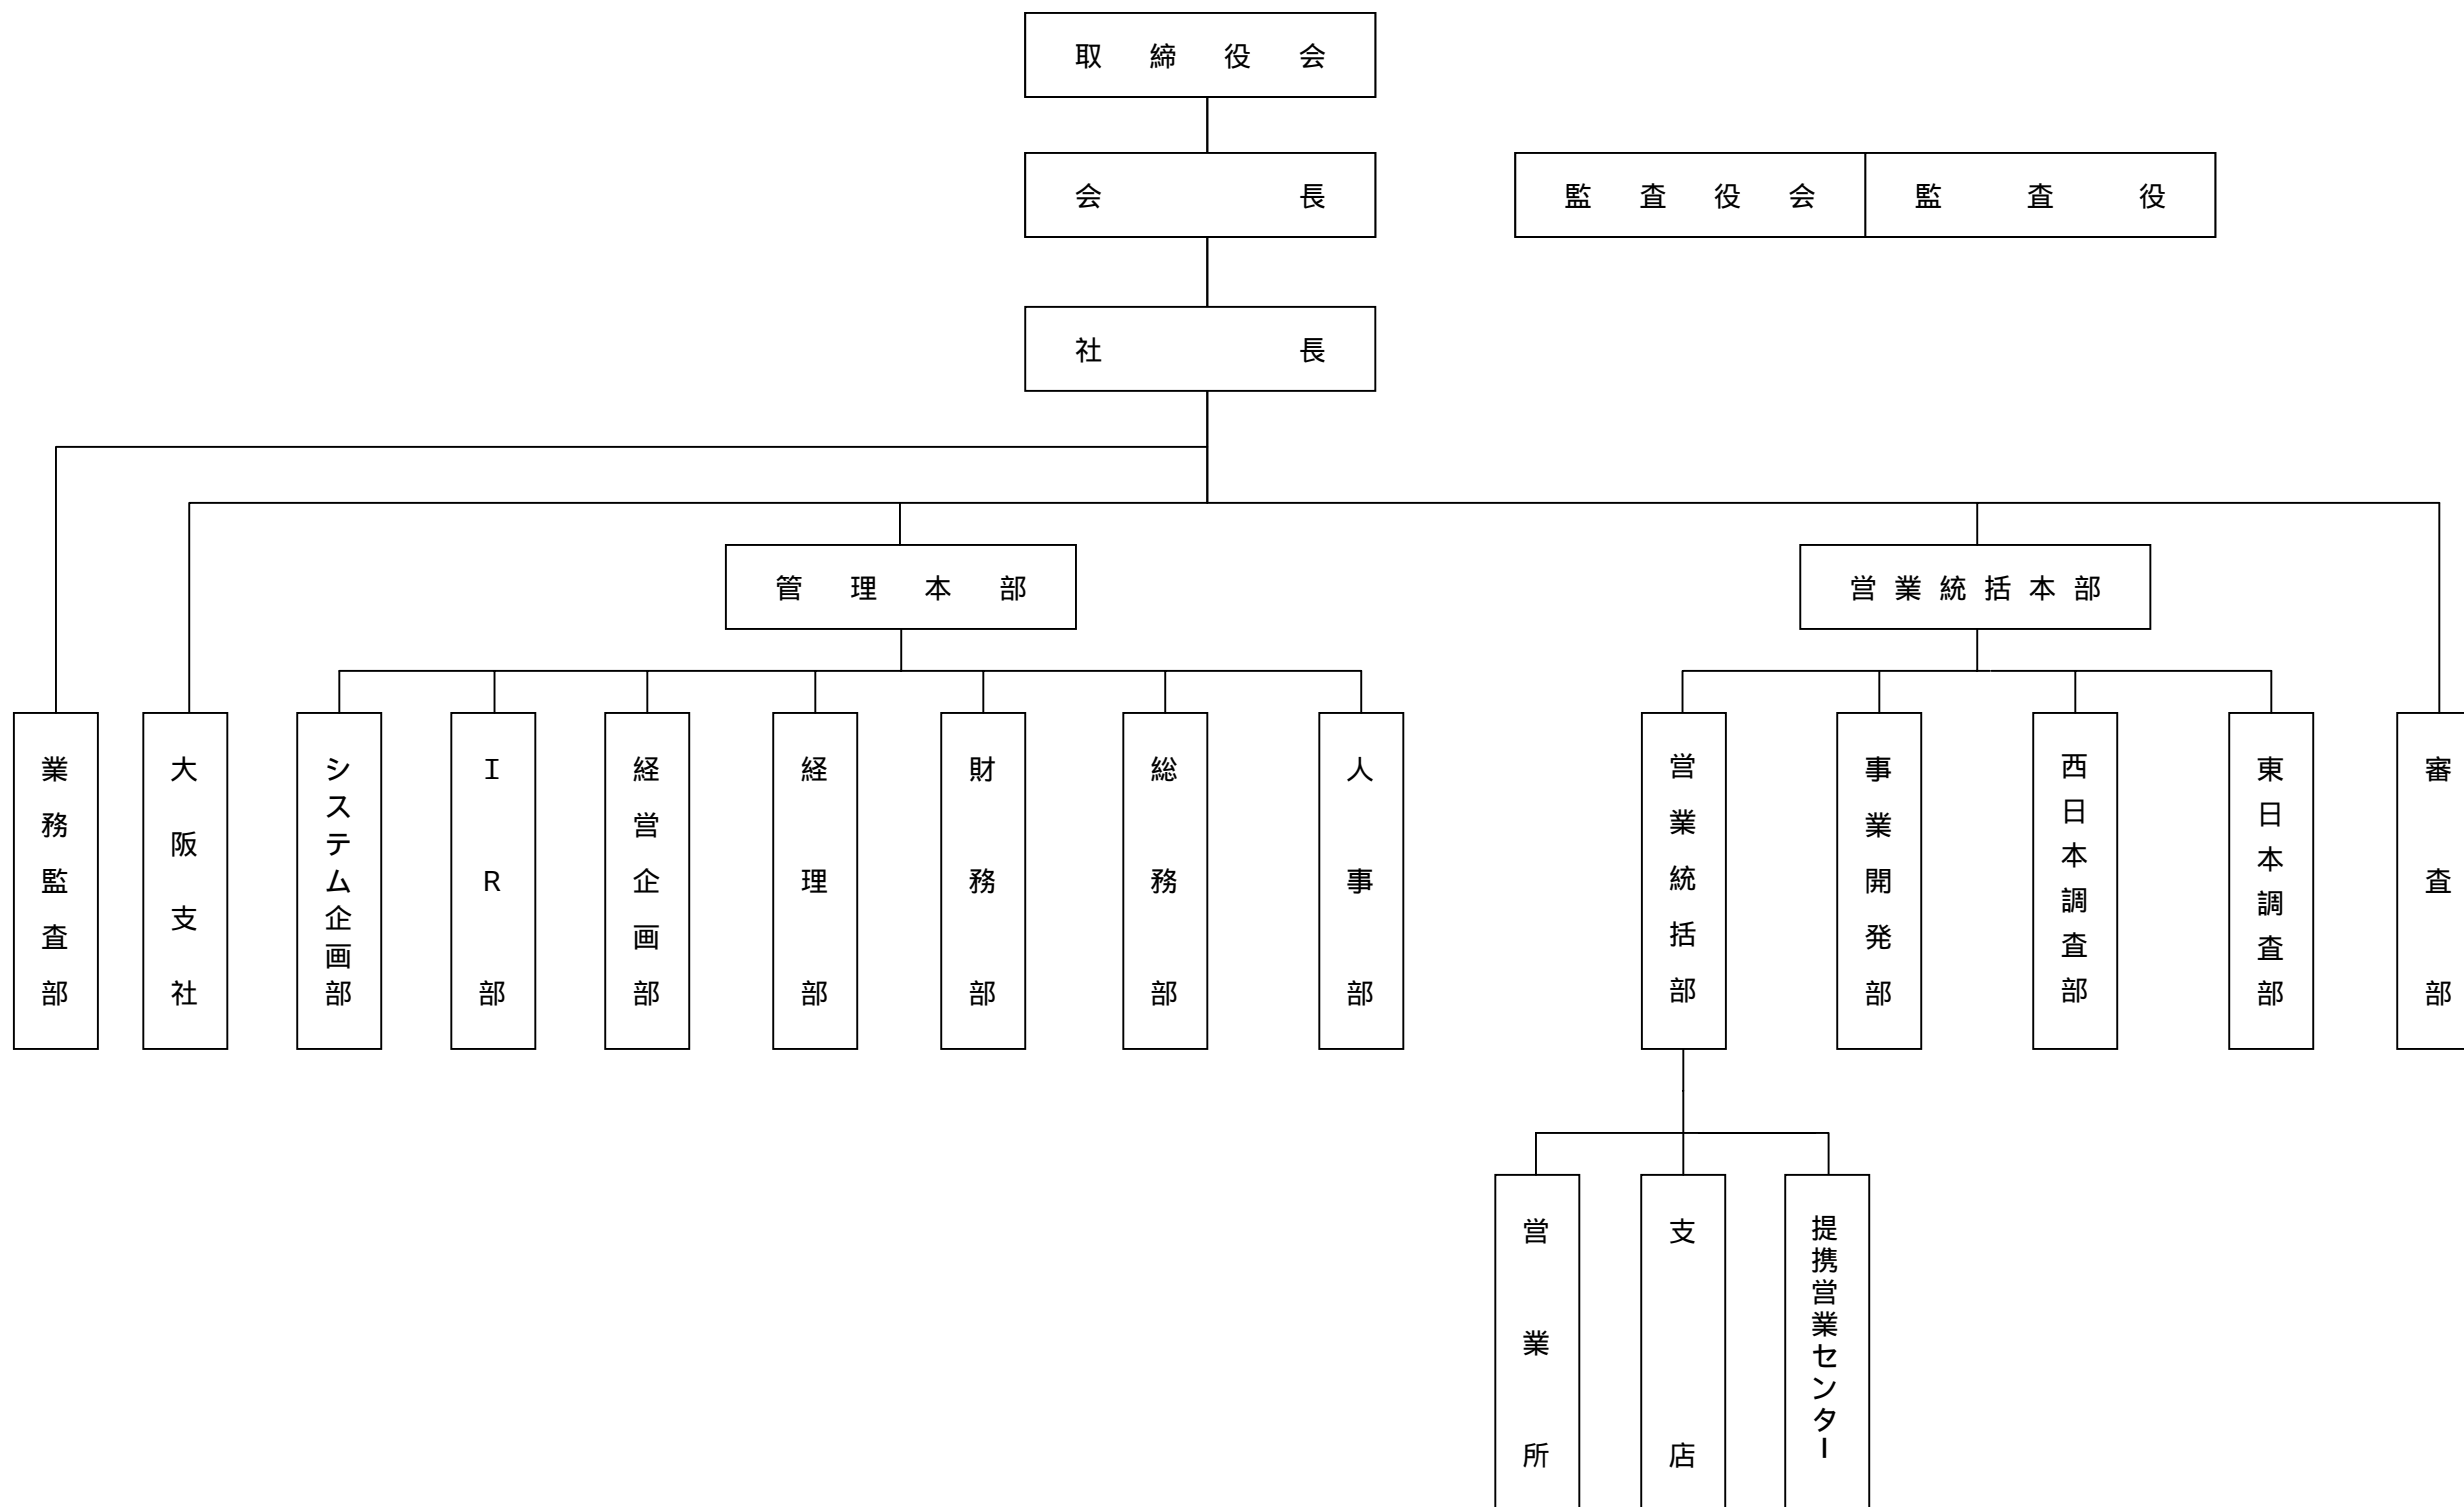 取締役会
会長
監査役会
監査役
社長
管理本部
営業統括本部
業務監査部
大阪支社
システム企画部
ＩＲ部
経営企画部
経理部
財務部
総務部
人事部
営業統括部
事業開発部
西日本調査部
東日本調査部
審査部
営業所
支店
提携営業センター